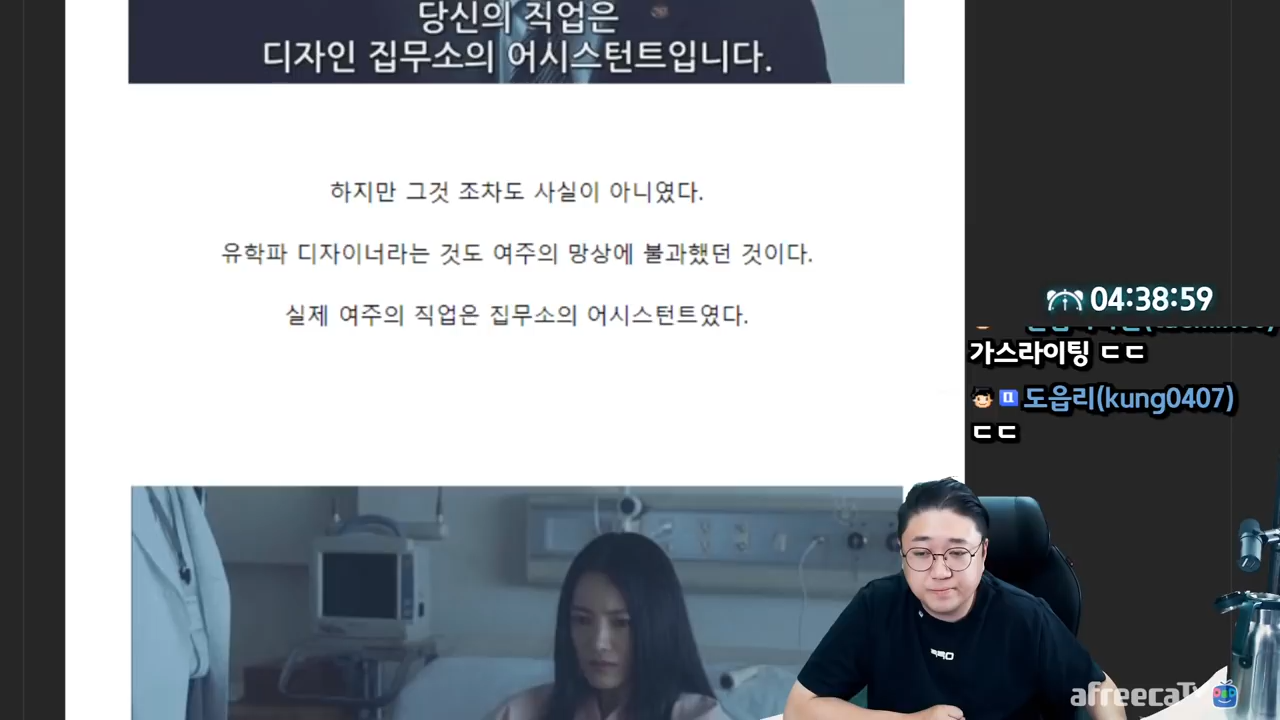 당신의 직업은
디자인 집무소의 어시스턴트입니다.
하지만 그것 조차도 사실이 아니였다.
유학파 디자이너라는 것도 여주의 망상에 불과했던 것이다.
실제 여주의 직업은 집무소의 어시스턴트였다.
04:38:59
가스라이팅 ㄷㄷ
도읍리(kung0407)
ㄷㄷ
afreecaTV